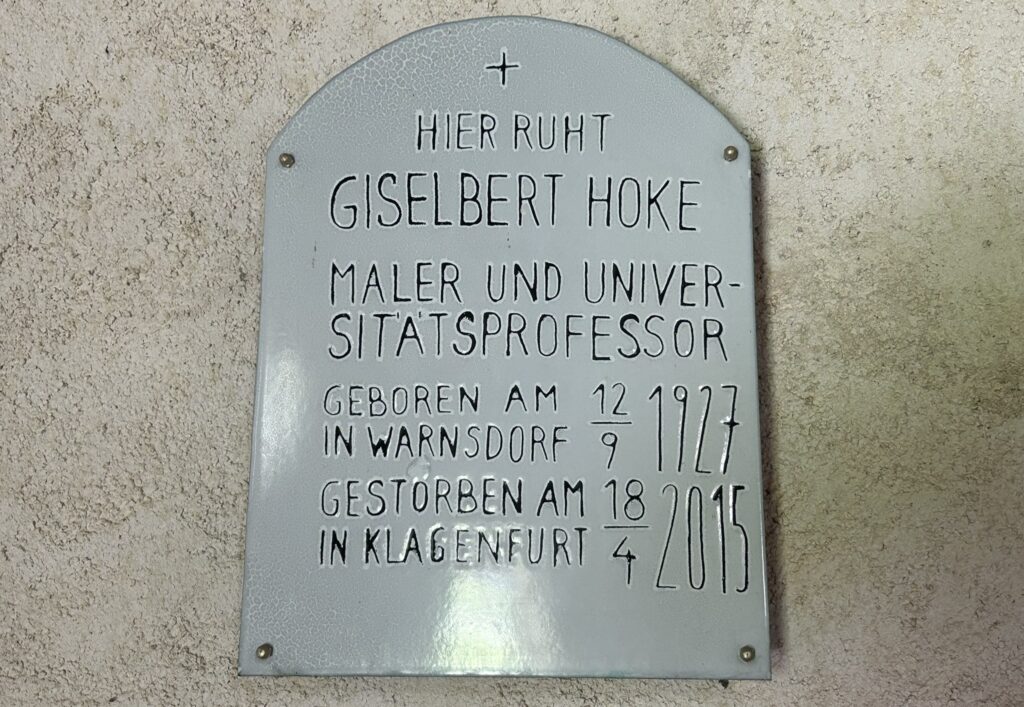 +
HIER RUHT
GISELBERT HOKE
MALER UND UNIVER-
SITÄTSPROFESSOR
GEBOREN AM 12/9 1927
IN WARNSDORF
GESTORBEN AM 18/4 2015
IN KLAGENFURT